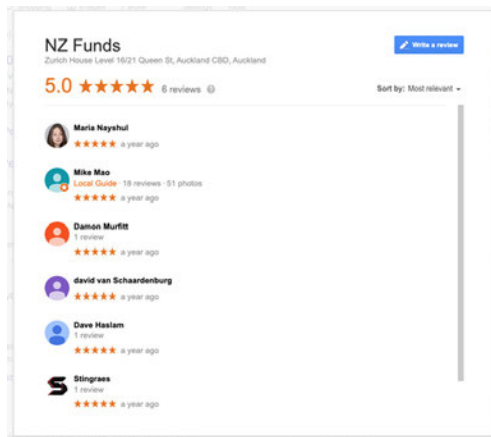 NZ Funds
Write a review
Zurich House Level 16/21 Queen St, Auckland CBD, Auckland
5.0 ★★★★★ 6 reviews
Sort by: Most relevant
Maria Nayshul
★★★★★ a year ago
Mike Mao
Local Guide · 18 reviews · 51 photos
★★★★★ a year ago
Damon Murfitt
1 review
★★★★★ a year ago
david van Schaardenburg
★★★★★ a year ago
Dave Haslam
1 review
★★★★★ a year ago
Stingraes
1 review
★★★★★ a year ago